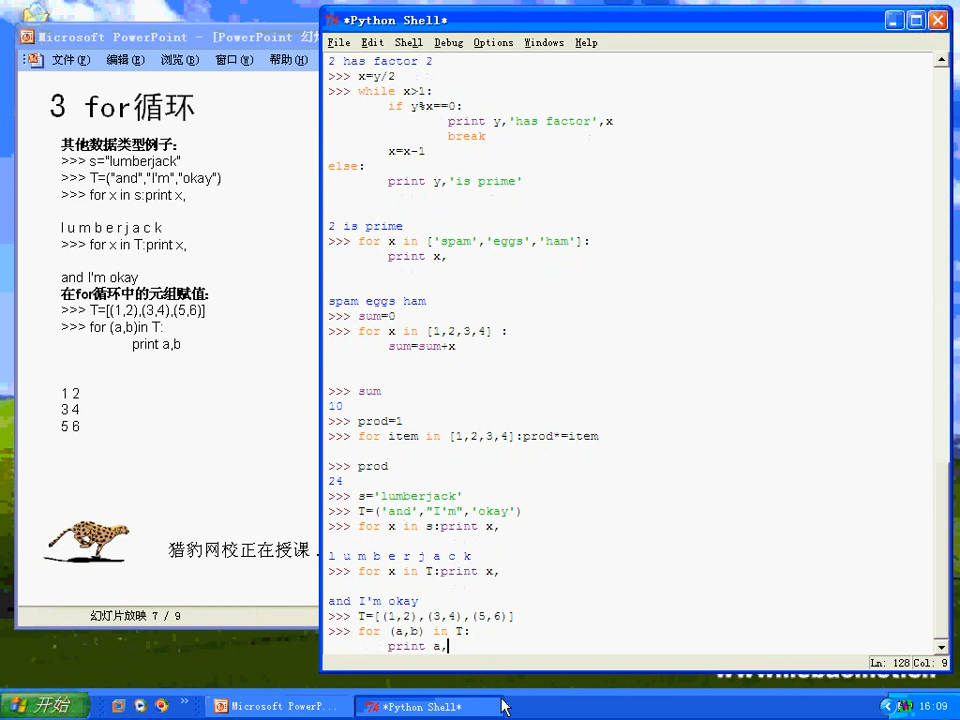 Microsoft PowerPoint - [PowerPoint 幻
文件(F) 编辑(E) 浏览(B) 窗口(W) 帮助(H)
3 for循环
其他数据类型例子:
>>> s="lumberjack"
>>> T=("and","I'm","okay")
>>> for x in s:print x,
l u m b e r j a c k
>>> for x in T:print x,
and I'm okay
在for循环中的元组赋值:
>>> T=[(1,2),(3,4),(5,6)]
>>> for (a,b)in T:
print a,b
1 2
3 4
5 6
猎豹网校正在授课 .
幻灯片放映 7 / 9
*Python Shell*
File Edit Shell Debug Options Windows Help
2 has factor 2
>>> x=y/2
>>> while x>1:
if y%x==0:
print y,'has factor',x
break
x=x-1
else:
print y,'is prime'
2 is prime
>>> for x in ['spam','eggs','ham']:
print x,
spam eggs ham
>>> sum=0
>>> for x in [1,2,3,4] :
sum=sum+x
>>> sum
10
>>> prod=1
>>> for item in [1,2,3,4]:prod*=item
>>> prod
24
>>> s='lumberjack'
>>> T=('and',"I'm",'okay')
>>> for x in s:print x,
l u m b e r j a c k
>>> for x in T:print x,
and I'm okay
>>> T=[(1,2),(3,4),(5,6)]
>>> for (a,b) in T:
print a,
Ln: 128 Col: 9
开始 Microsoft PowerP... *Python Shell* 16:09